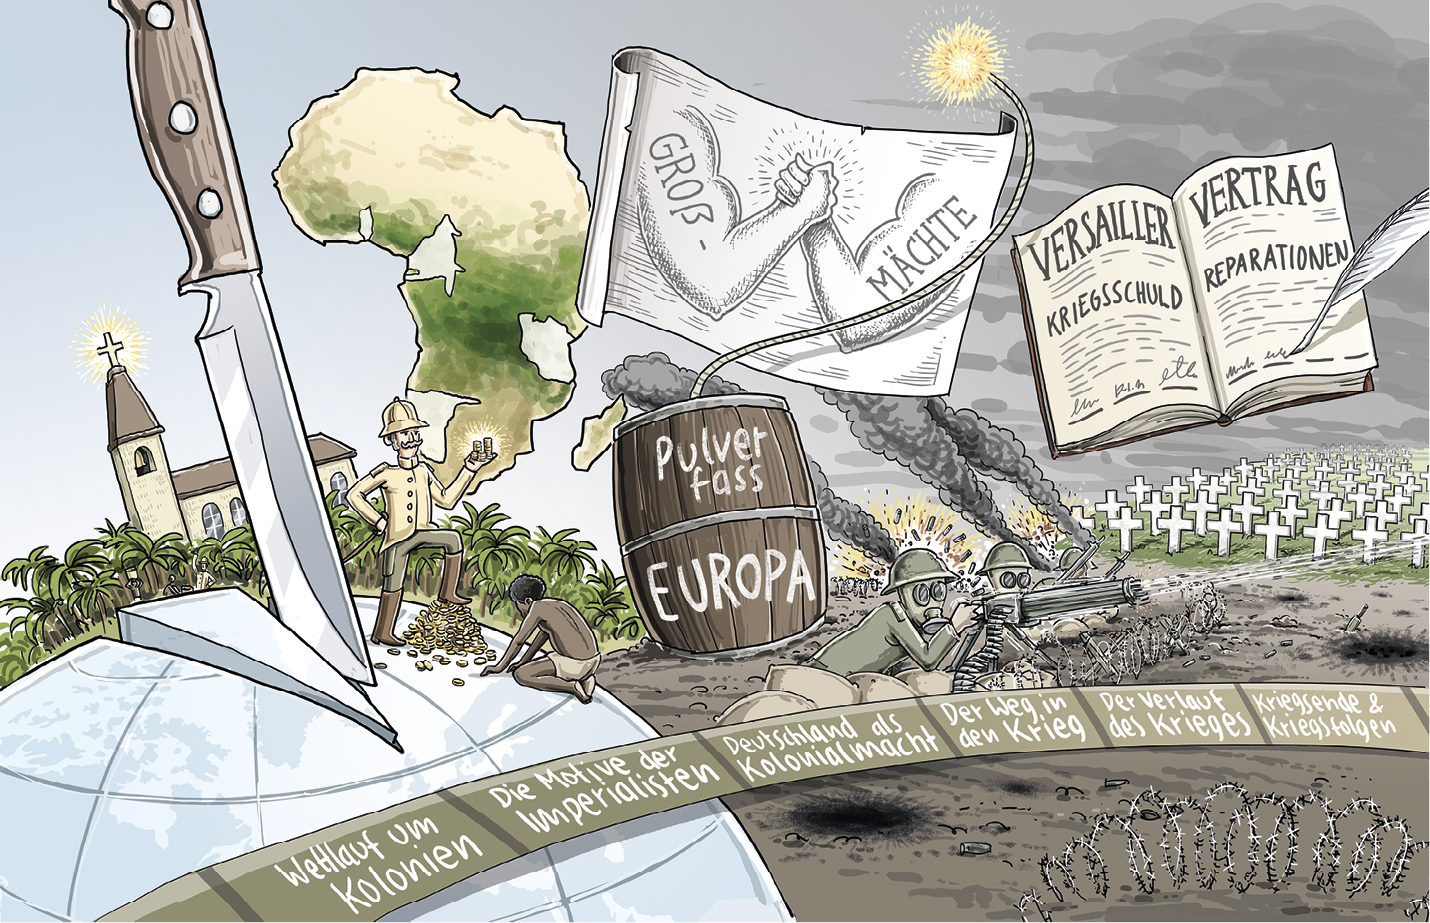 GROß-
MÄCHTE
VERSAILLER
KRIEGSSCHULD
VERTRAG
REPARATIONEN
Pulver
fass
EUROPA
Wettlauf um
Kolonien
Die Motive der
Imperialisten
Deutschland als
Kolonialmacht
Der Weg in
den Krieg
Der Verlauf
des Krieges
Kriegsende &
Kriegsfolgen